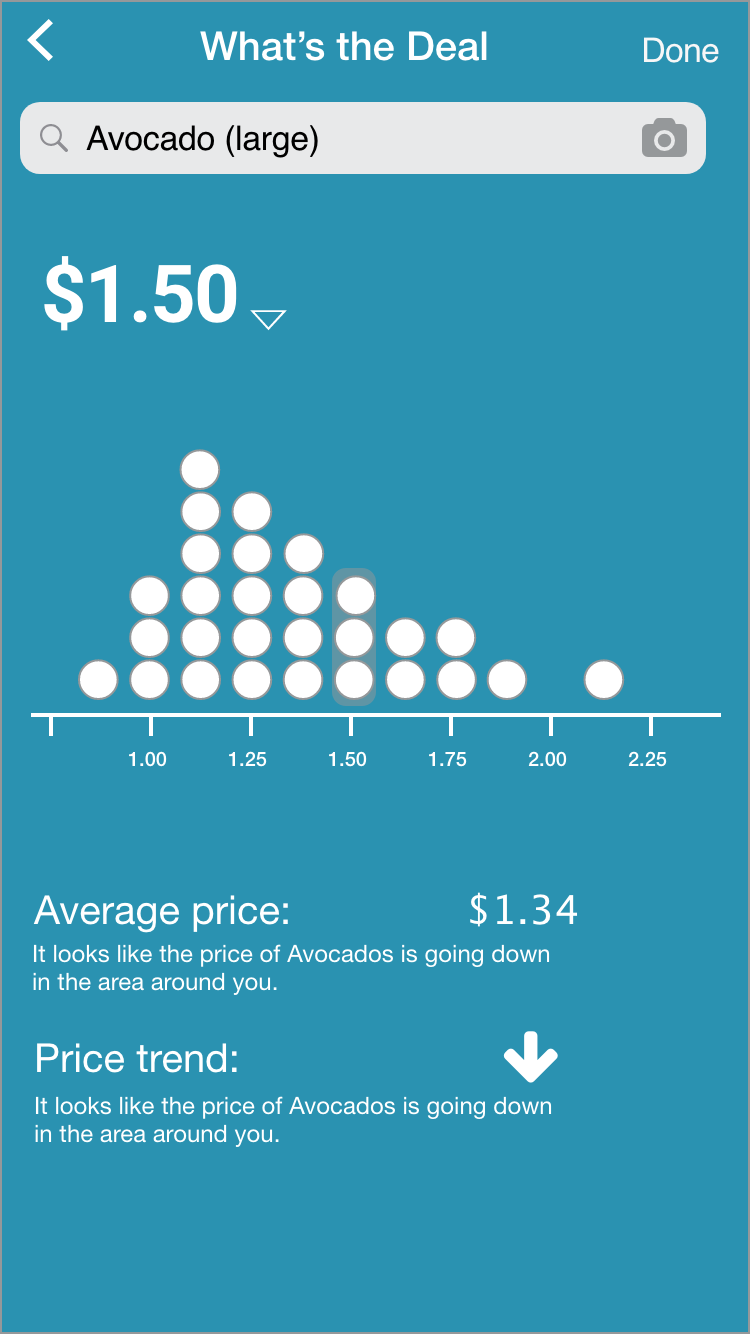 What’s the Deal
Done
Avocado (large)
$1.50
1.00 1.25 1.50 1.75 2.00 2.25
Average price: $1.34
It looks like the price of Avocados is going down
in the area around you.
Price trend:
It looks like the price of Avocados is going down
in the area around you.